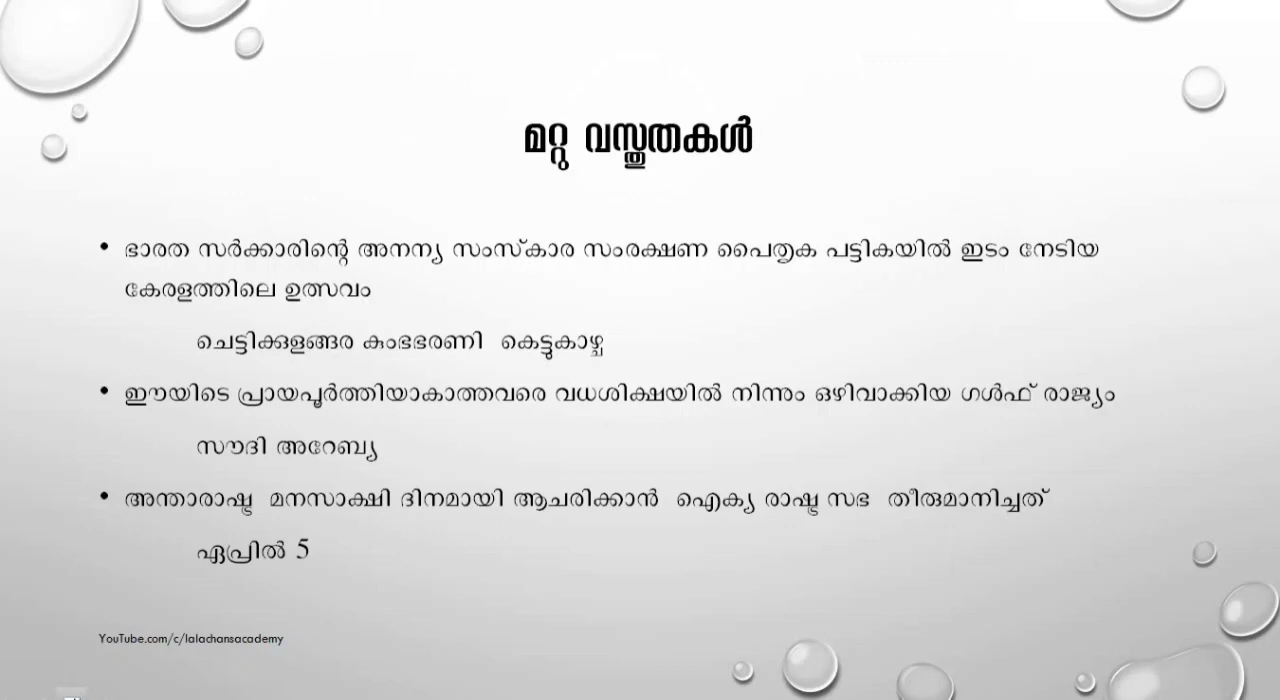 മറ്റു വസ്തുതകൾ
• ഭാരത സർക്കാരിന്റെ അനന്യ സംസ്കാര സംരക്ഷണ പൈതൃക പട്ടികയിൽ ഇടം നേടിയ
കേരളത്തിലെ ഉത്സവം
ചെട്ടിക്കുളങ്ങര കുംഭഭരണി കെട്ടുകാഴ്ച
• ഈയിടെ പ്രായപൂർത്തിയാകാത്തവരെ വധശിക്ഷയിൽ നിന്നും ഒഴിവാക്കിയ ഗൾഫ് രാജ്യം
സൗദി അറേബ്യ
• അന്താരാഷ്ട്ര മനസാക്ഷി ദിനമായി ആചരിക്കാൻ ഐക്യ രാഷ്ട്ര സഭ തീരുമാനിച്ചത്
ഏപ്രിൽ 5
YouTube.com/c/lalachansacademy